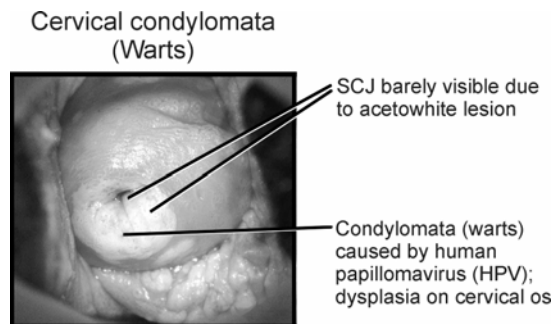 Cervical condylomata
(Warts)
SCJ barely visible due
to acetowhite lesion
Condylomata (warts)
caused by human
papillomavirus (HPV);
dysplasia on cervical os